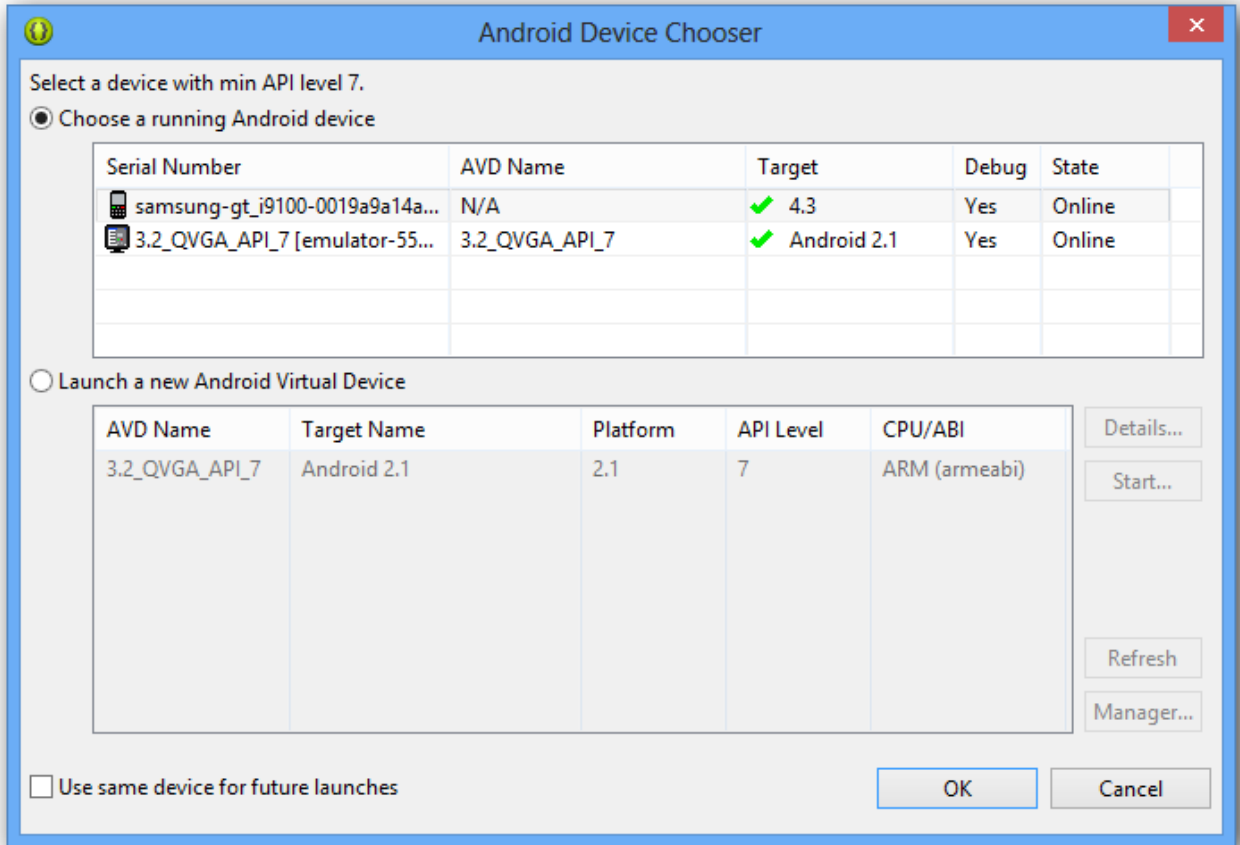 Android Device Chooser
Select a device with min API level 7.
Choose a running Android device
Serial Number AVD Name Target Debug State
samsung-gt_i9100-0019a9a14a... N/A 4.3 Yes Online
3.2_QVGA_API_7 [emulator-55... 3.2_QVGA_API_7 Android 2.1 Yes Online
Launch a new Android Virtual Device
AVD Name Target Name Platform API Level CPU/ABI Details...
3.2_QVGA_API_7 Android 2.1 2.1 7 ARM (armeabi) Start...
Refresh
Manager...
Use same device for future launches OK Cancel